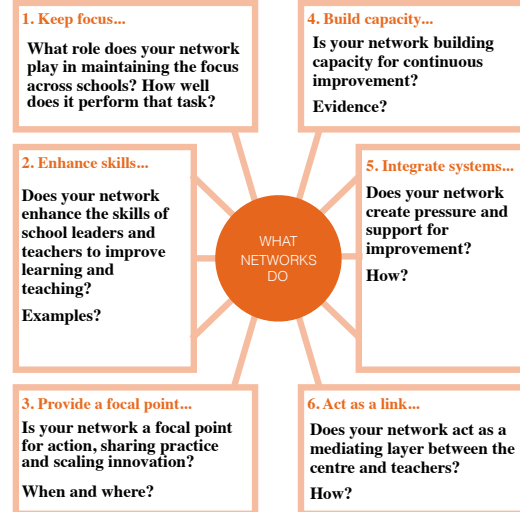 1. Keep focus...
What role does your network
play in maintaining the focus
across schools? How well
does it perform that task?
2. Enhance skills...
Does your network
enhance the skills of
school leaders and
teachers to improve
learning and
teaching?
Examples?
3. Provide a focal point...
Is your network a focal point
for action, sharing practice
and scaling innovation?
When and where?
WHAT
NETWORKS
DO
4. Build capacity...
Is your network building
capacity for continuous
improvement?
Evidence?
5. Integrate systems...
Does your network
create pressure and
support for
improvement?
How?
6. Act as a link...
Does your network act as a
mediating layer between the
centre and teachers?
How?